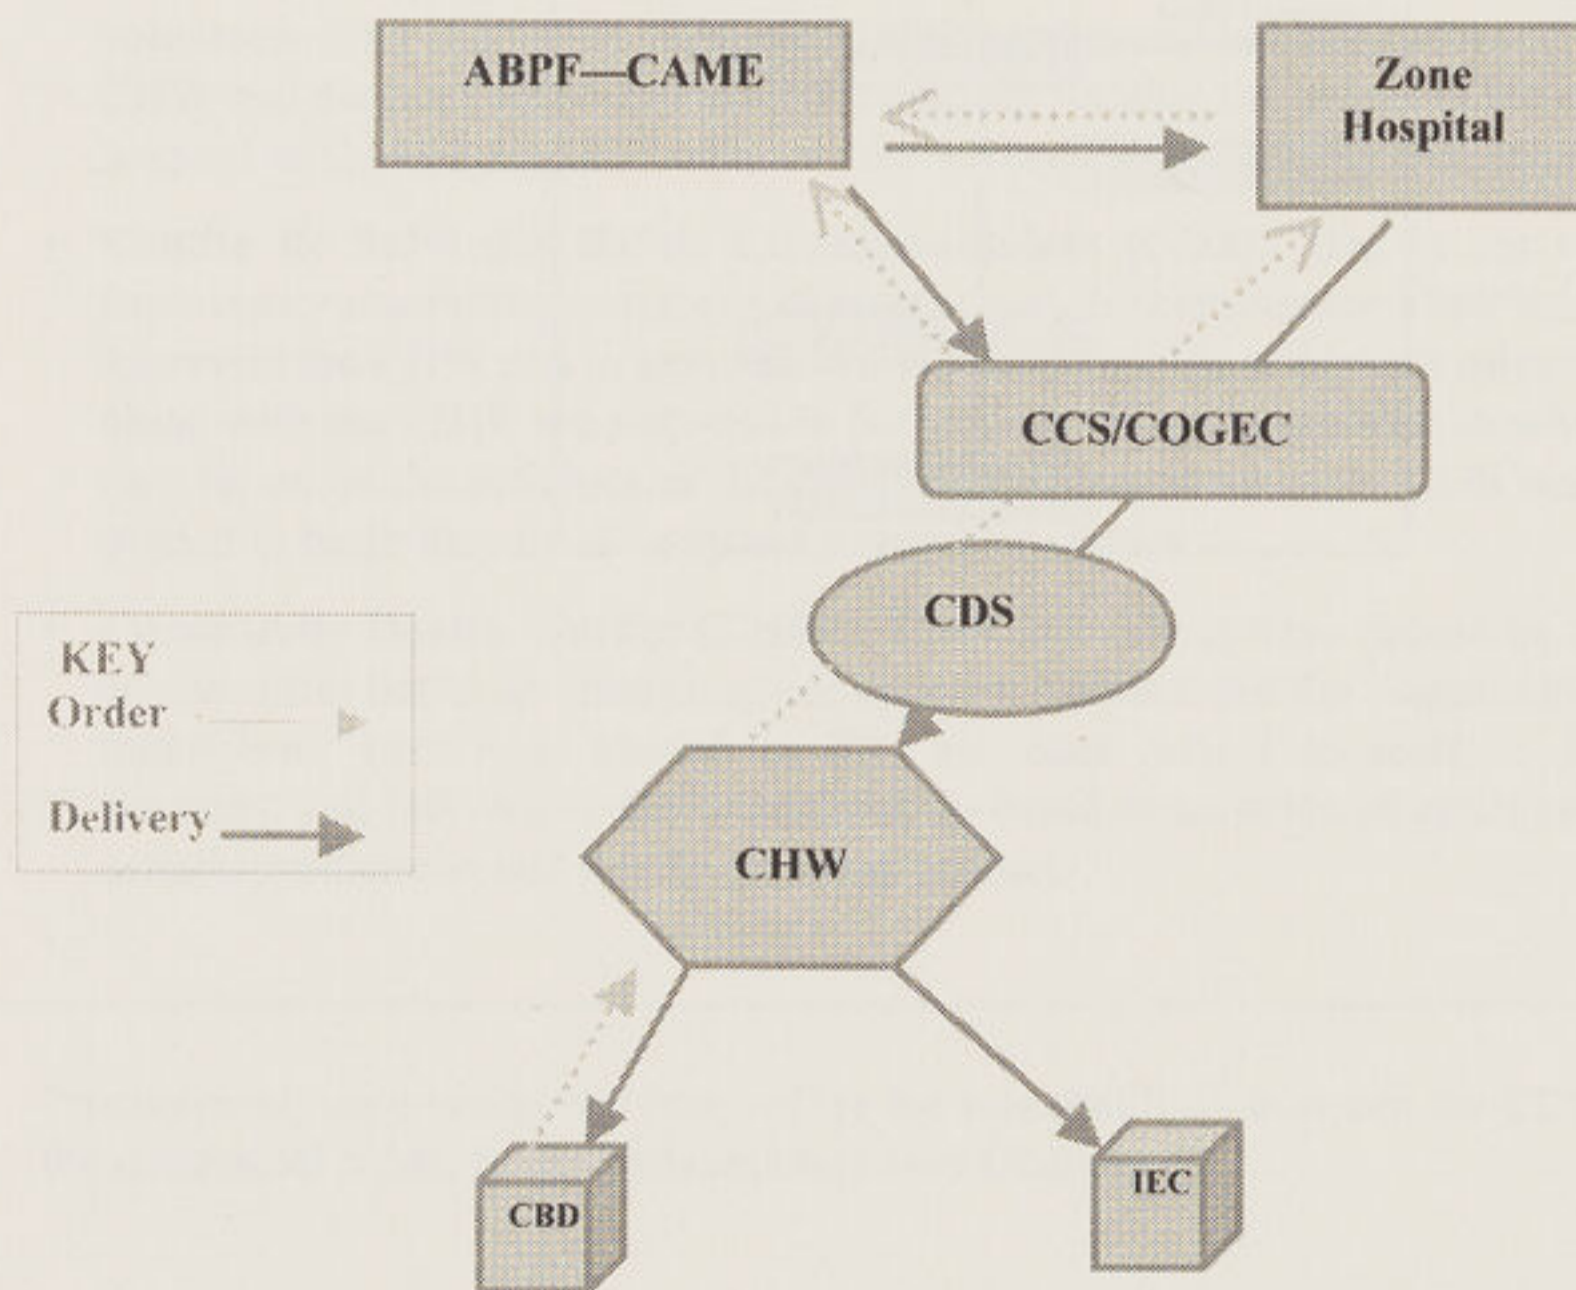 ABPF—CAME
Zone
Hospital
CCS/COGEC
CDS
KEY
Order
Delivery
CHW
CBD
IEC